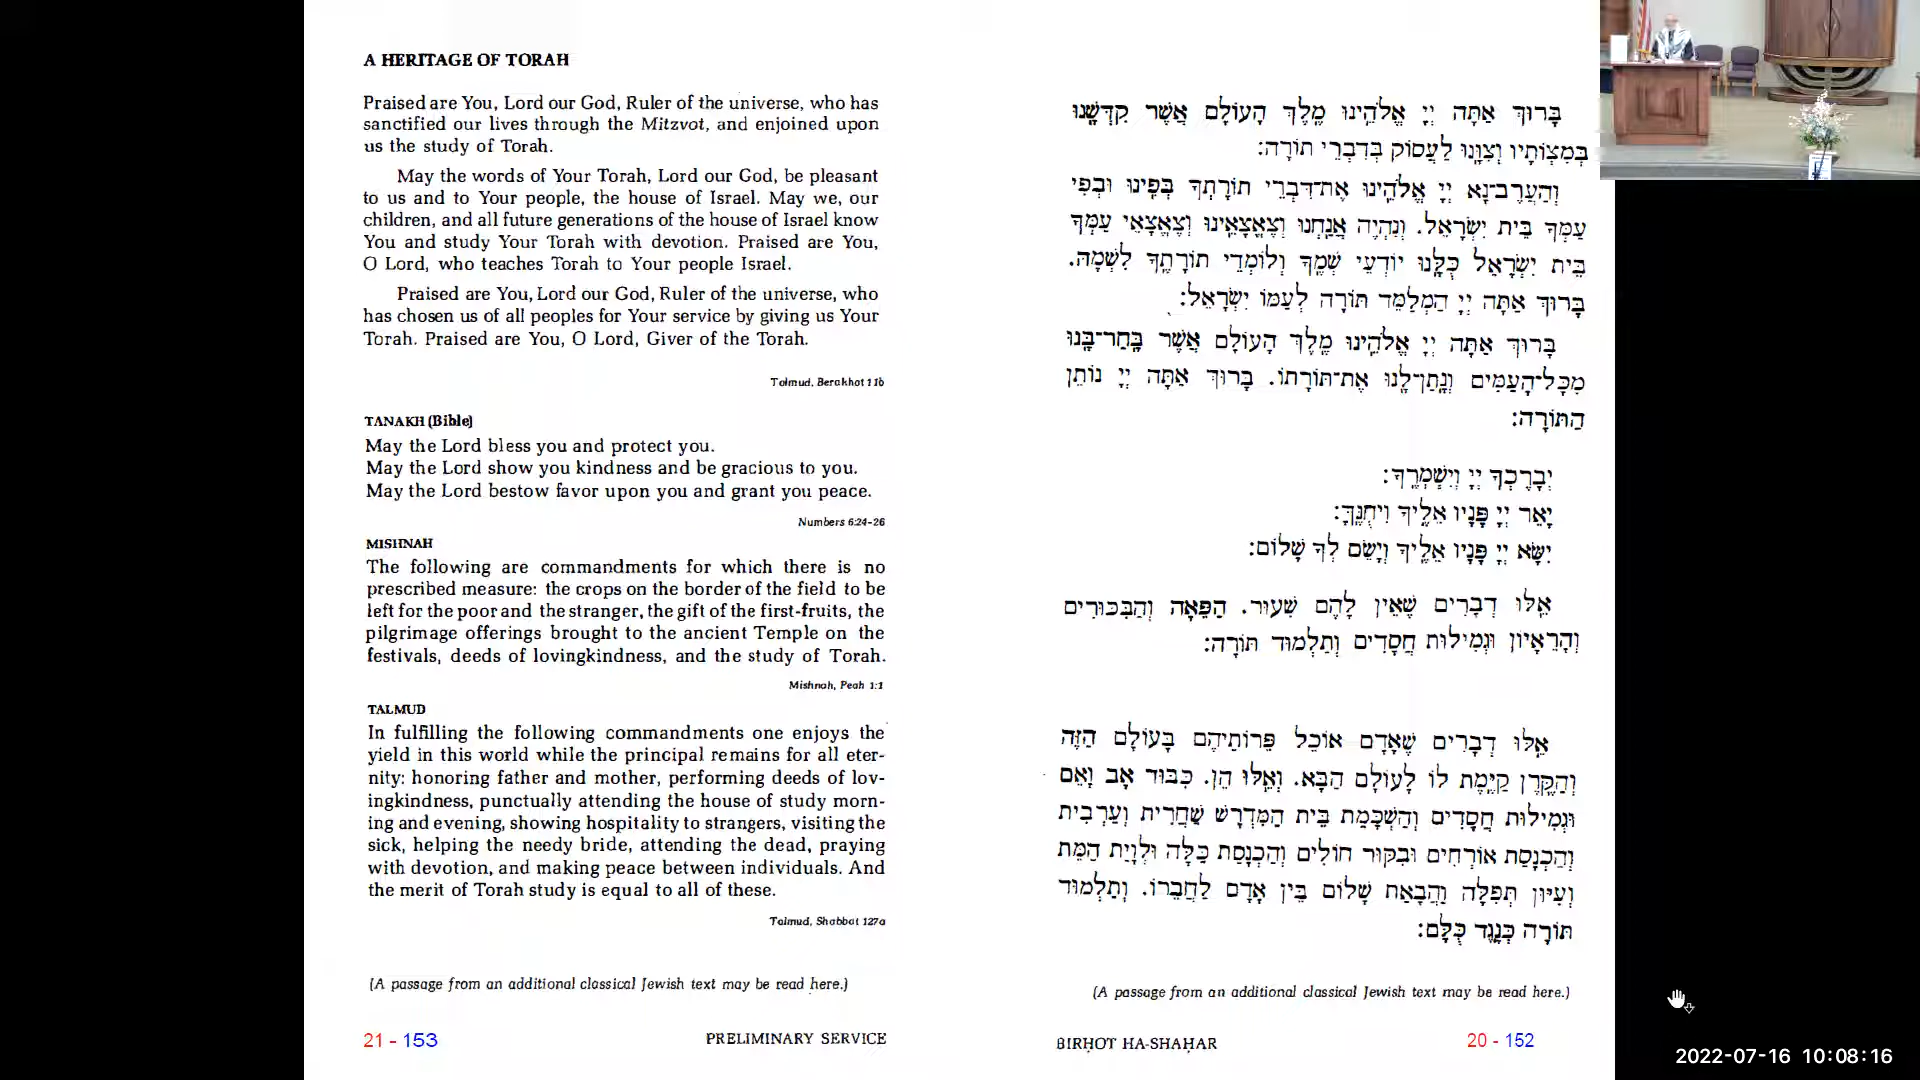 A HERITAGE OF TORAH
Praised are You, Lord our God, Ruler of the universe, who has
sanctified our lives through the Mitzvot, and enjoined upon
us the study of Torah.
May the words of Your Torah, Lord our God, be pleasant
to us and to Your people, the house of Israel. May we, our
children, and all future generations of the house of Israel know
You and study Your Torah with devotion. Praised are You,
O Lord, who teaches Torah to Your people Israel.
Praised are You, Lord our God, Ruler of the universe, who
has chosen us of all peoples for Your service by giving us Your
Torah. Praised are You, O Lord, Giver of the Torah.
Talmud, Berakhot 11b
TANAKH (Bible)
May the Lord bless you and protect you.
May the Lord show you kindness and be gracious to you.
May the Lord bestow favor upon you and grant you peace.
Numbers 6:24-26
MISHNAH
The following are commandments for which there is no
prescribed measure: the crops on the border of the field to be
left for the poor and the stranger, the gift of the first-fruits, the
pilgrimage offerings brought to the ancient Temple on the
festivals, deeds of lovingkindness, and the study of Torah.
Mishnah, Peah 1:1
TALMUD
In fulfilling the following commandments one enjoys the
yield in this world while the principal remains for all eter-
nity: honoring father and mother, performing deeds of lov-
ingkindness, punctually attending the house of study morn-
ing and evening, showing hospitality to strangers, visiting the
sick, helping the needy bride, attending the dead, praying
with devotion, and making peace between individuals. And
the merit of Torah study is equal to all of these.
Talmud, Shabbat 127a
(A passage from an additional classical Jewish text may be read here.)
21 - 153 PRELIMINARY SERVICE
בָּרוּךְ אַתָּה יְיָ אֱלֹהֵינוּ מֶלֶךְ הָעוֹלָם אֲשֶׁר קִדְּשָׁנוּ
בְּמִצְוֹתָיו וְצִוָּנוּ לַעֲסוֹק בְּדִבְרֵי תוֹרָה:
וְהַעֲרֶב־נָא יְיָ אֱלֹהֵינוּ אֶת־דִּבְרֵי תוֹרָתְךָ בְּפִינוּ וּבְפִי
עַמְּךָ בֵּית יִשְׂרָאֵל. וְנִהְיֶה אֲנַחְנוּ וְצֶאֱצָאֵינוּ וְצֶאֱצָאֵי עַמְּךָ
בֵּית יִשְׂרָאֵל כֻּלָּנוּ יוֹדְעֵי שְׁמֶךָ וְלוֹמְדֵי תוֹרָתֶךָ לִשְׁמָהּ.
בָּרוּךְ אַתָּה יְיָ הַמְלַמֵּד תּוֹרָה לְעַמּוֹ יִשְׂרָאֵל:
בָּרוּךְ אַתָּה יְיָ אֱלֹהֵינוּ מֶלֶךְ הָעוֹלָם אֲשֶׁר בָּחַר־בָּנוּ
מִכָּל־הָעַמִּים וְנָתַן־לָנוּ אֶת־תּוֹרָתוֹ. בָּרוּךְ אַתָּה יְיָ נוֹתֵן
הַתּוֹרָה:
יְבָרֶכְךָ יְיָ וְיִשְׁמְרֶךָ:
יָאֵר יְיָ פָּנָיו אֵלֶיךָ וִיחֻנֶּךָּ:
יִשָּׂא יְיָ פָּנָיו אֵלֶיךָ וְיָשֵׂם לְךָ שָׁלוֹם:
אֵלּוּ דְבָרִים שֶׁאֵין לָהֶם שִׁעוּר. הַפֵּאָה וְהַבִּכּוּרִים
וְהָרֵאָיוֹן וּגְמִילוּת חֲסָדִים וְתַלְמוּד תּוֹרָה:
אֵלּוּ דְבָרִים שֶׁאָדָם אוֹכֵל פֵּרוֹתֵיהֶם בָּעוֹלָם הַזֶּה
וְהַקֶּרֶן קַיֶּמֶת לוֹ לָעוֹלָם הַבָּא. וְאֵלּוּ הֵן. כִּבּוּד אָב וָאֵם
וּגְמִילוּת חֲסָדִים וְהַשְׁכָּמַת בֵּית הַמִּדְרָשׁ שַׁחֲרִית וְעַרְבִית
וְהַכְנָסַת אוֹרְחִים וּבִקּוּר חוֹלִים וְהַכְנָסַת כַּלָּה וּלְוָיַת הַמֵּת
וְעִיּוּן תְּפִלָּה וַהֲבָאַת שָׁלוֹם בֵּין אָדָם לַחֲבֵרוֹ. וְתַלְמוּד
תּוֹרָה כְּנֶגֶד כֻּלָּם:
(A passage from an additional classical Jewish text may be read here.)
BIRḤOT HA-SHAḤAR 20 - 152
2022-07-16 10:08:16